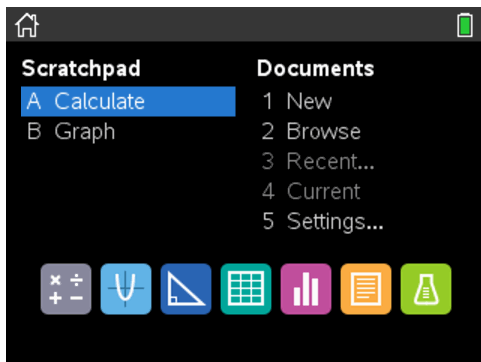 Scratchpad
A Calculate
B Graph
Documents
1 New
2 Browse
3 Recent...
4 Current
5 Settings...